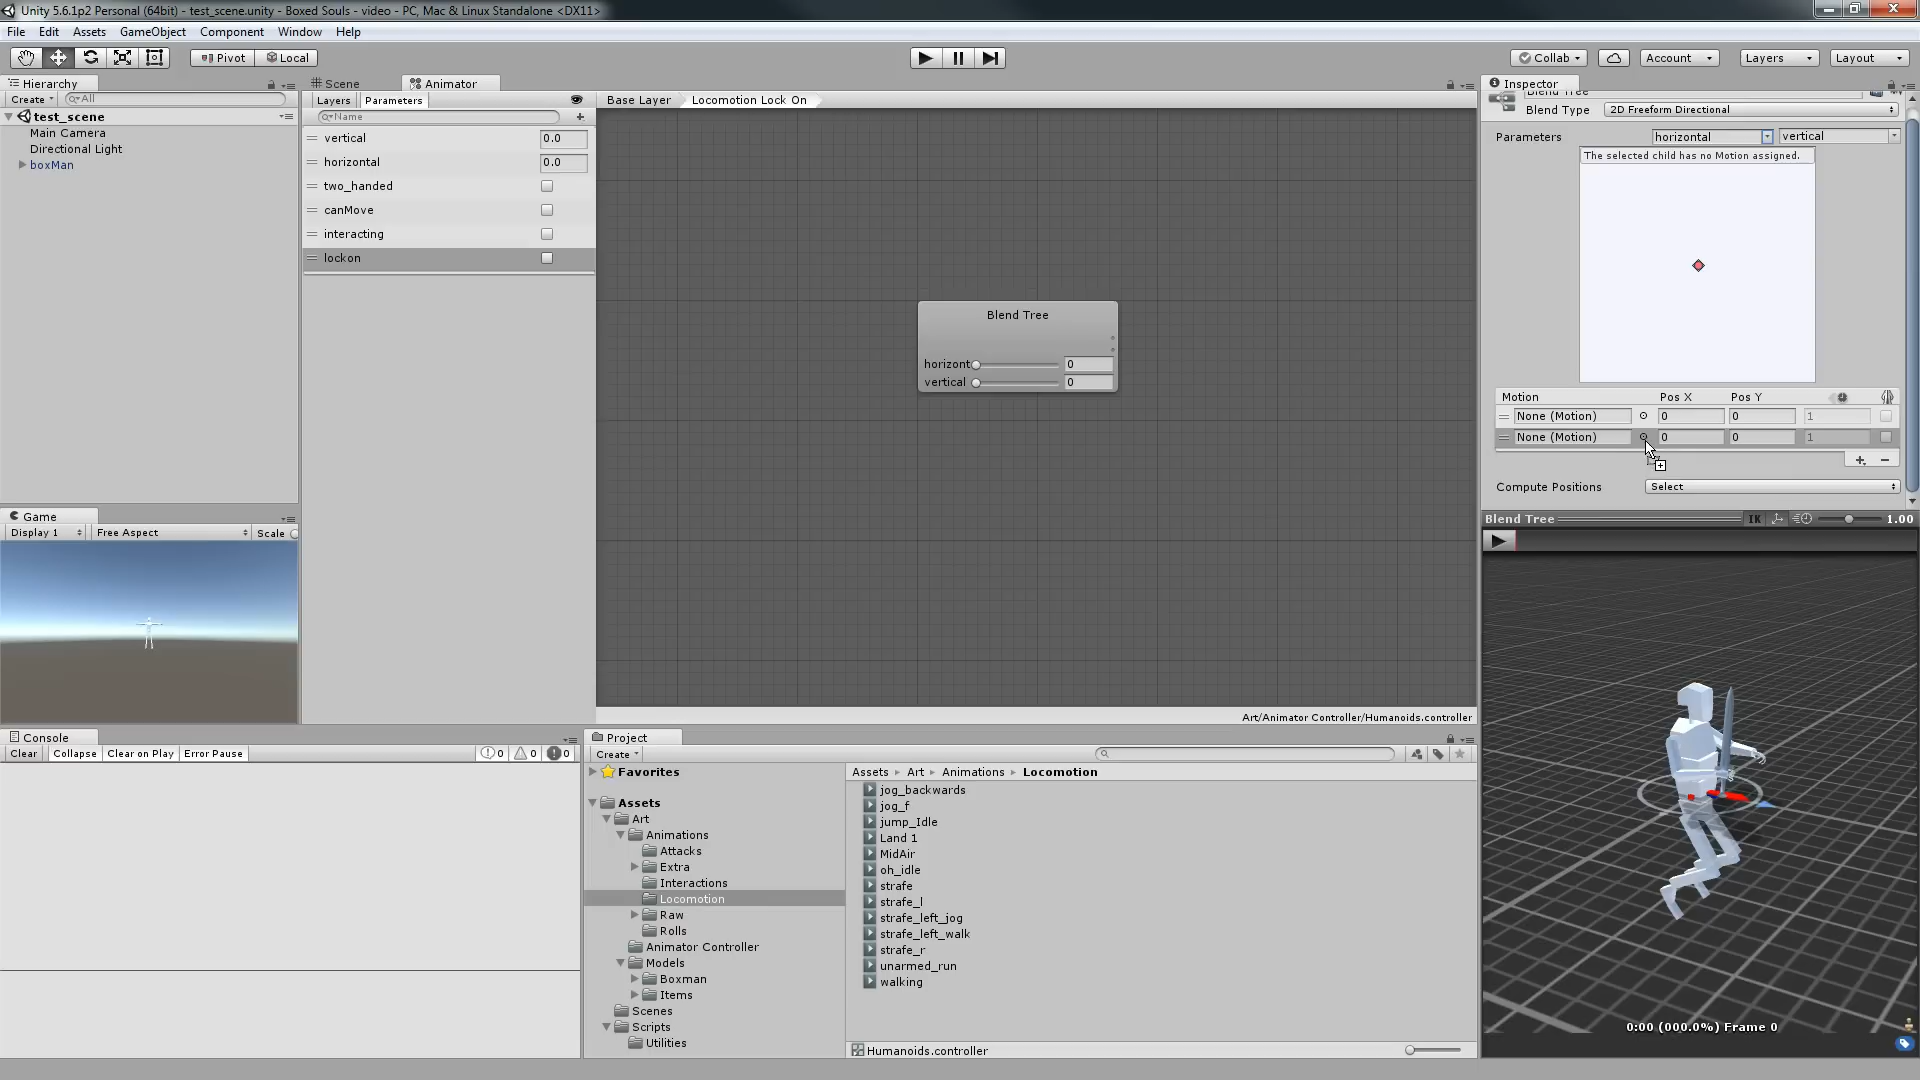 Unity 5.6.1p2 Personal (64bit) - test_scene.unity - Boxed Souls - video - PC, Mac & Linux Standalone <DX11>
File Edit Assets GameObject Component Window Help
Pivot Local Collab Account Layers Layout
Hierarchy
Create All
test_scene
Main Camera
Directional Light
boxMan
Scene Animator
Layers Parameters
Name
vertical 0.0
horizontal 0.0
two_handed
canMove
interacting
lockon
Base Layer Locomotion Lock On
Blend Tree
horizont 0
vertical 0
Art/Animator Controller/Humanoids.controller
Inspector
Blend Tree
Blend Type 2D Freeform Directional
Parameters horizontal vertical
The selected child has no Motion assigned.
Motion Pos X Pos Y
None (Motion) 0 0 1
None (Motion) 0 0 1
Compute Positions Select
Blend Tree IK 1.00
0:00 (000.0%) Frame 0
Game
Display 1 Free Aspect Scale
Console
Clear Collapse Clear on Play Error Pause 0 0 0
Project
Create
Favorites
Assets
Art
Animations
Attacks
Extra
Interactions
Locomotion
Raw
Rolls
Animator Controller
Models
Boxman
Items
Scenes
Scripts
Utilities
Assets Art Animations Locomotion
jog_backwards
jog_f
jump_Idle
Land 1
MidAir
oh_idle
strafe
strafe_l
strafe_left_jog
strafe_left_walk
strafe_r
unarmed_run
walking
Humanoids.controller